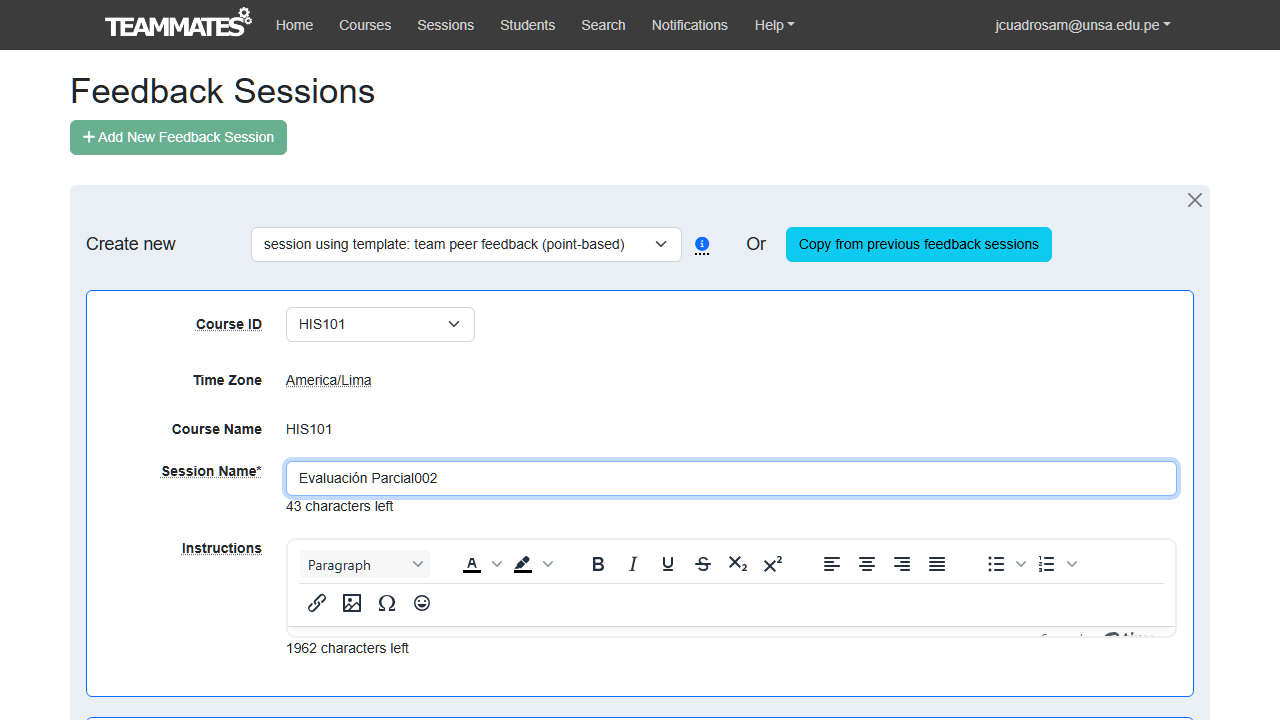 TEAMMATES Home Courses Sessions Students Search Notifications Help jcuadrosam@unsa.edu.pe
Feedback Sessions
+ Add New Feedback Session
Create new session using template: team peer feedback (point-based) Or Copy from previous feedback sessions
Course ID HIS101
Time Zone America/Lima
Course Name HIS101
Session Name* Evaluación Parcial002
43 characters left
Instructions
Paragraph A B I U S X₂ X²
Ω
1962 characters left